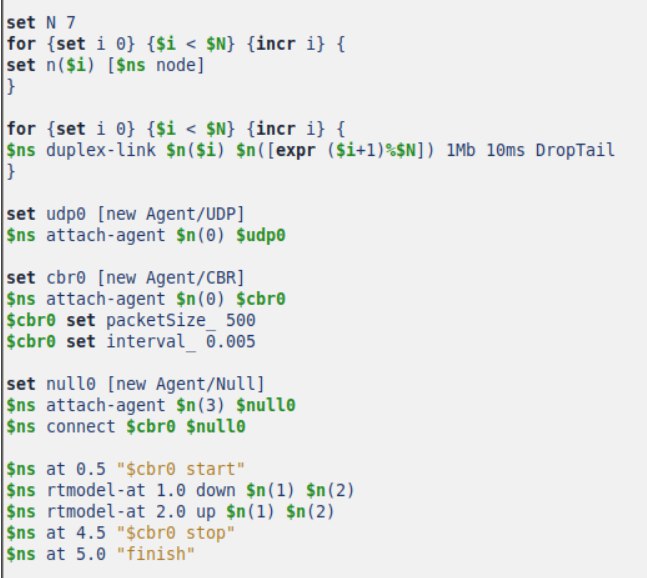 set N 7
for {set i 0} {$i < $N} {incr i} {
set n($i) [$ns node]
}
for {set i 0} {$i < $N} {incr i} {
$ns duplex-link $n($i) $n([expr ($i+1)%$N]) 1Mb 10ms DropTail
}
set udp0 [new Agent/UDP]
$ns attach-agent $n(0) $udp0
set cbr0 [new Agent/CBR]
$ns attach-agent $n(0) $cbr0
$cbr0 set packetSize_ 500
$cbr0 set interval_ 0.005
set null0 [new Agent/Null]
$ns attach-agent $n(3) $null0
$ns connect $cbr0 $null0
$ns at 0.5 "$cbr0 start"
$ns rtmodel-at 1.0 down $n(1) $n(2)
$ns rtmodel-at 2.0 up $n(1) $n(2)
$ns at 4.5 "$cbr0 stop"
$ns at 5.0 "finish"